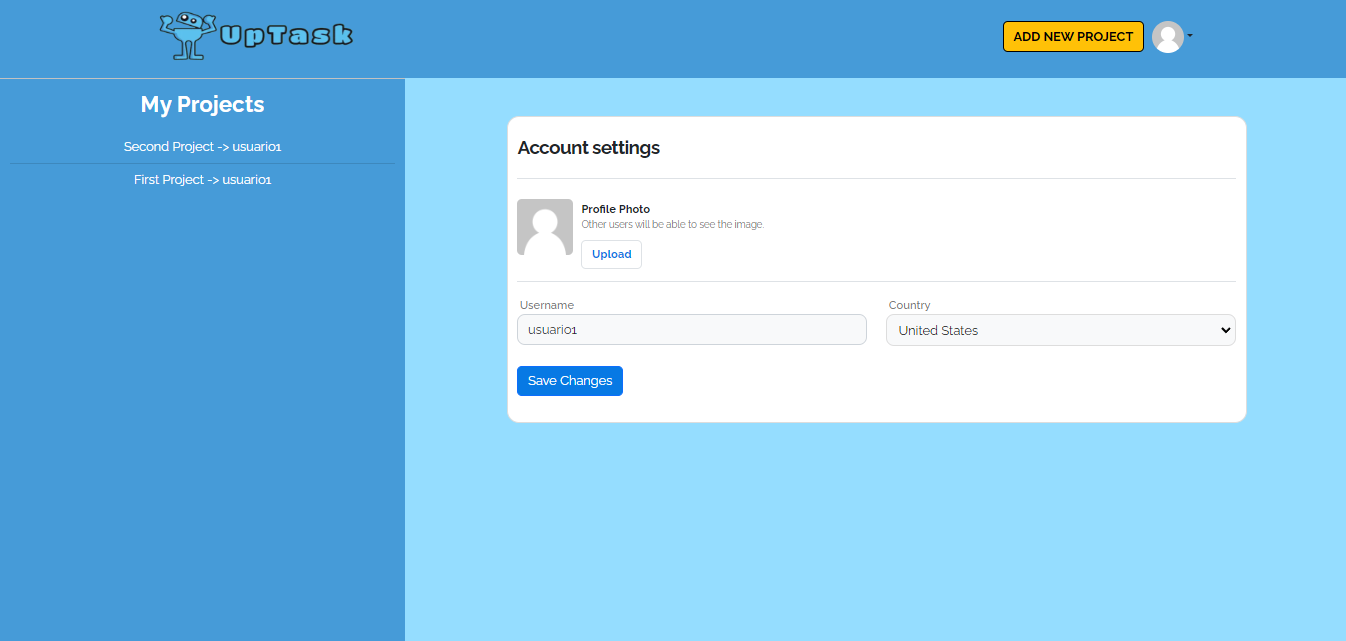 UpTask
ADD NEW PROJECT
My Projects
Second Project -> usuario1
First Project -> usuario1
Account settings
Profile Photo
Other users will be able to see the image.
Upload
Username
Country
usuario1
United States
Save Changes